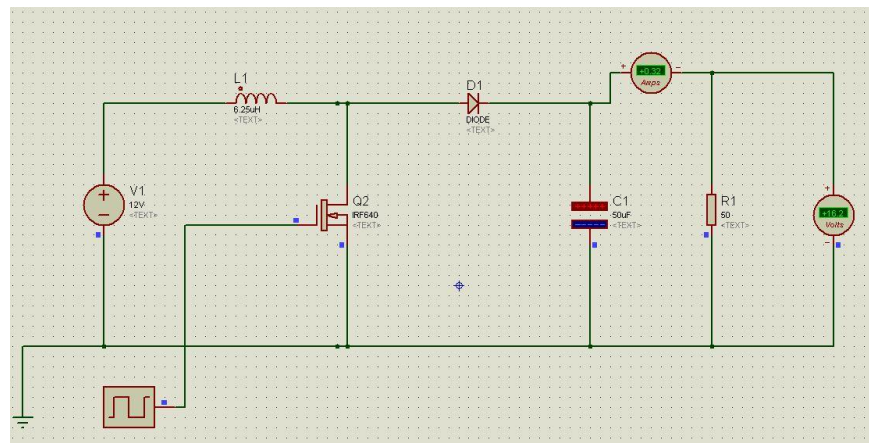 L1
6.25uH
<TEXT>
D1
DIODE
<TEXT>
+
-
+0.32
Amps
V1
12V
<TEXT>
Q2
IRF640
<TEXT>
C1
50uF
<TEXT>
R1
50
<TEXT>
+
+16.2
Volts
-